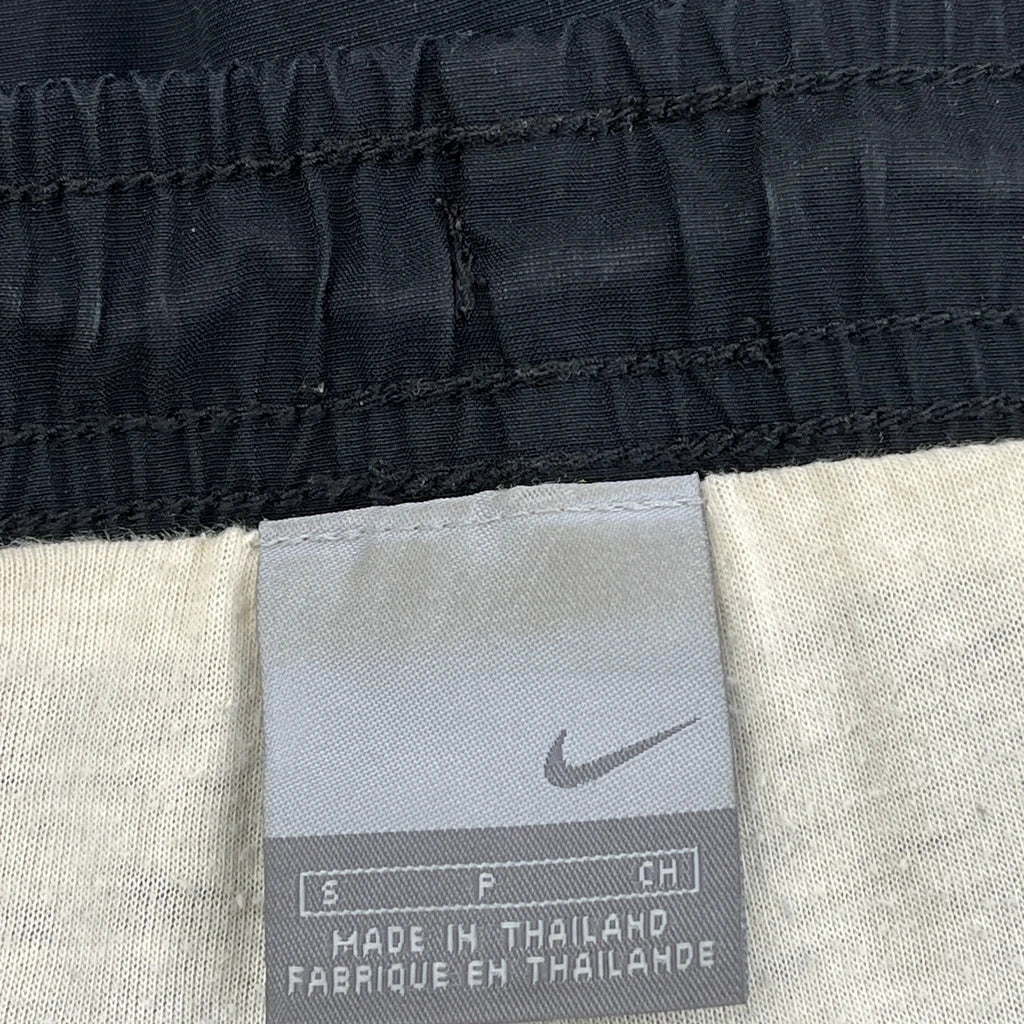 S P CH
MADE IN THAILAND
FABRIQUE EN THAILANDE